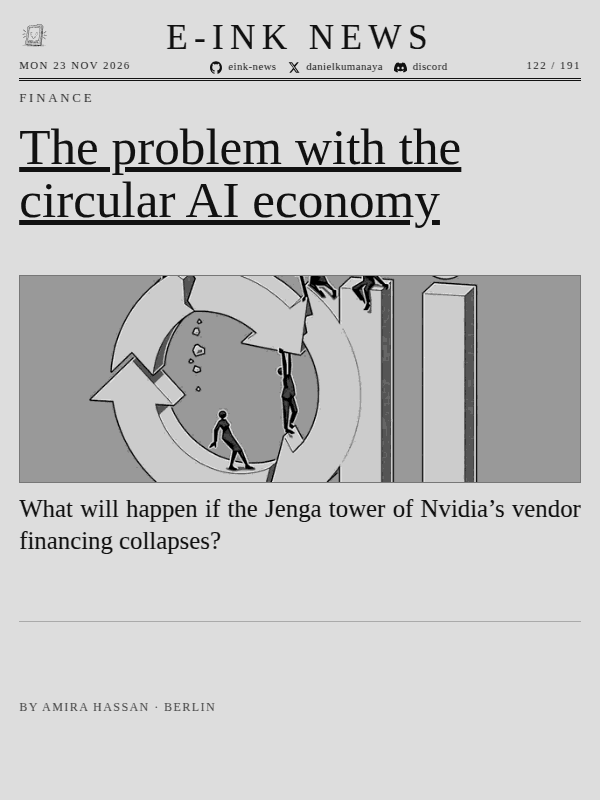 E-INK NEWS
MON 23 NOV 2026
eink-news danielkumanaya discord
122 / 191
FINANCE
The problem with the
circular AI economy
What will happen if the Jenga tower of Nvidia’s vendor
financing collapses?
BY AMIRA HASSAN · BERLIN